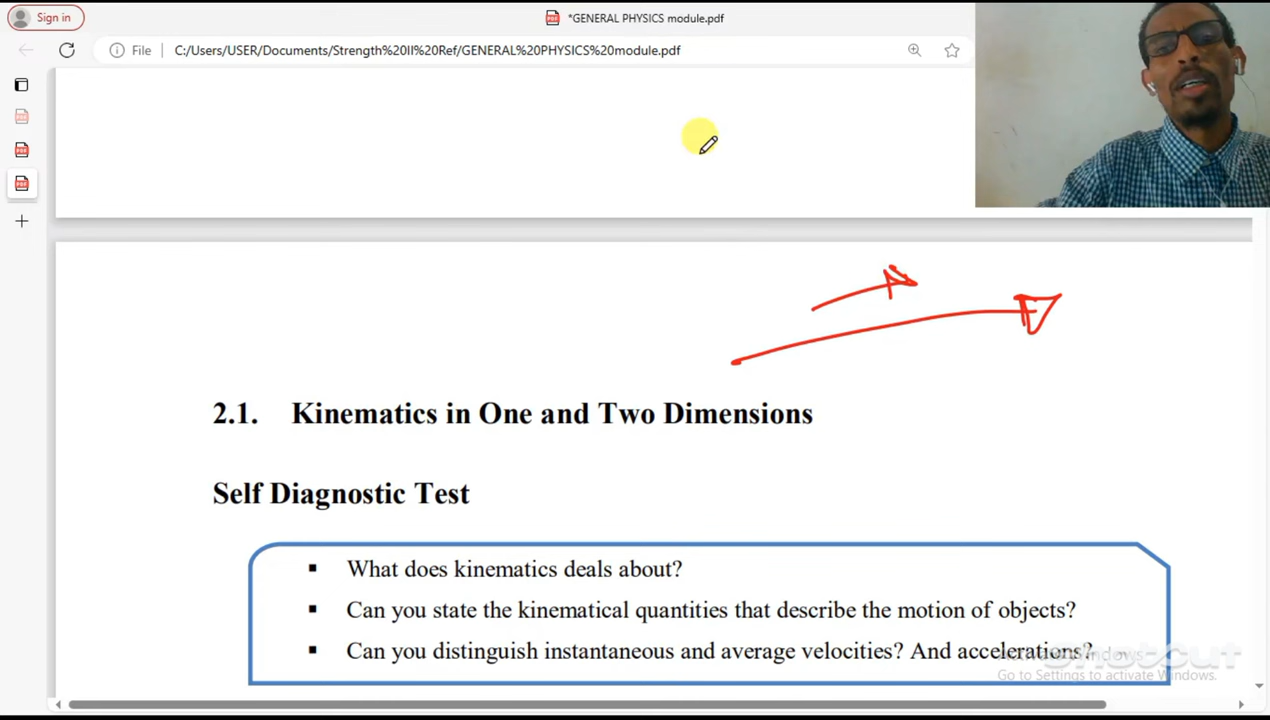 Sign in
*GENERAL PHYSICS module.pdf
File
C:/Users/USER/Documents/Strength%20II%20Ref/GENERAL%20PHYSICS%20module.pdf
2.1. Kinematics in One and Two Dimensions
Self Diagnostic Test
▪ What does kinematics deals about?
▪ Can you state the kinematical quantities that describe the motion of objects?
▪ Can you distinguish instantaneous and average velocities? And accelerations?
Activate Windows
Shotcut
Go to Settings to activate Windows.